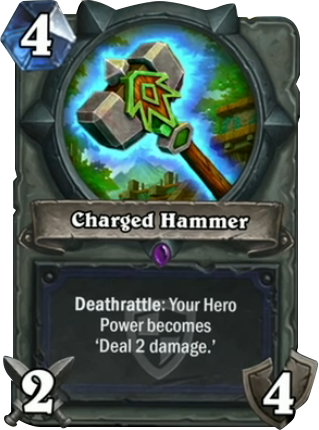 4
Charged Hammer
Deathrattle: Your Hero
Power becomes
‘Deal 2 damage.’
2
4